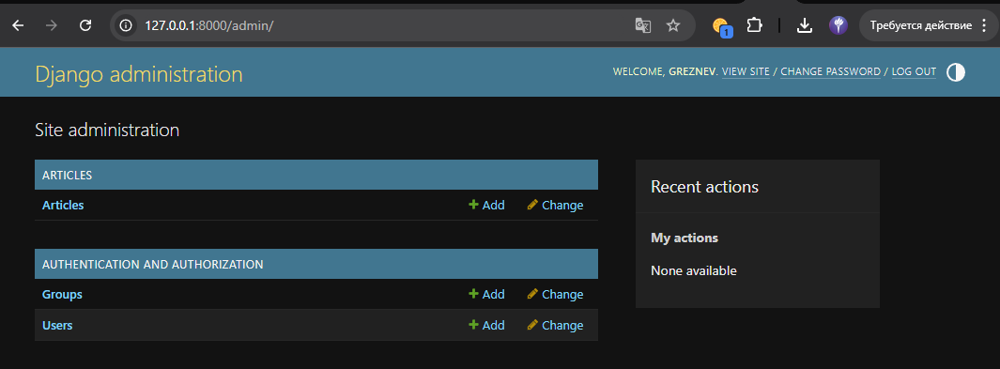 127.0.0.1:8000/admin/
1
Требуется действие
Django administration
WELCOME, GREZNEV. VIEW SITE / CHANGE PASSWORD / LOG OUT
Site administration
ARTICLES
Articles Add Change
AUTHENTICATION AND AUTHORIZATION
Groups Add Change
Users Add Change
Recent actions
My actions
None available